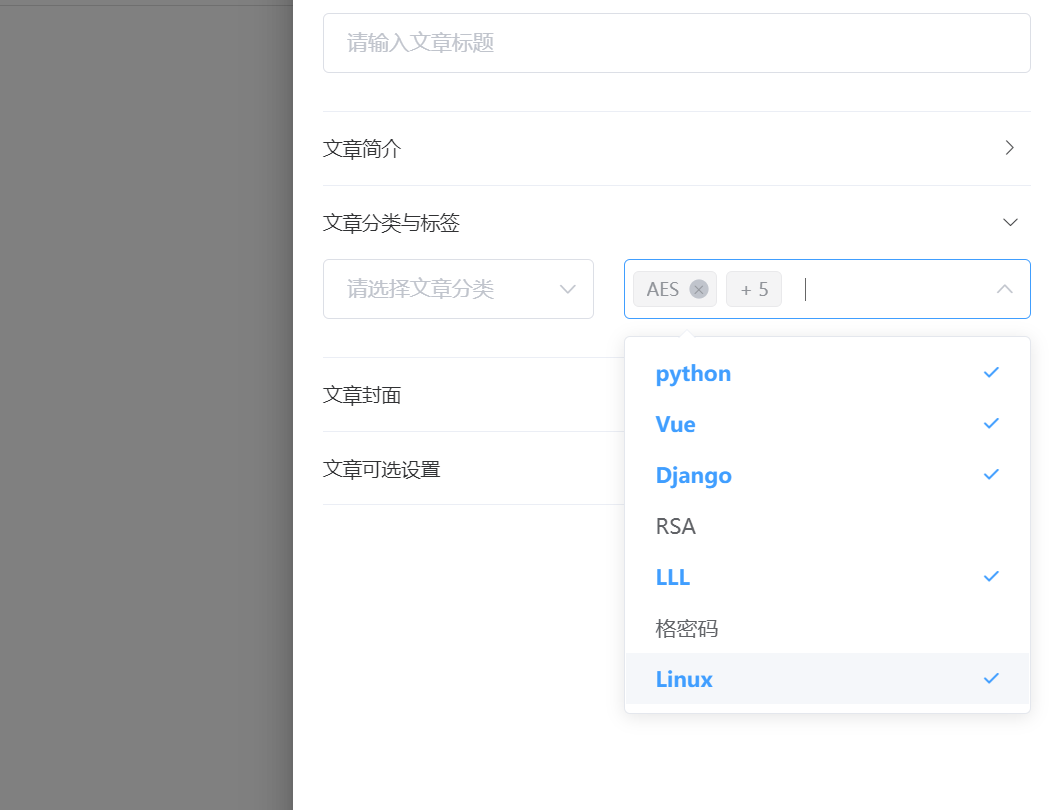 请输入文章标题
文章简介
文章分类与标签
请选择文章分类
AES
+ 5
文章封面
文章可选设置
python
Vue
Django
RSA
LLL
格密码
Linux